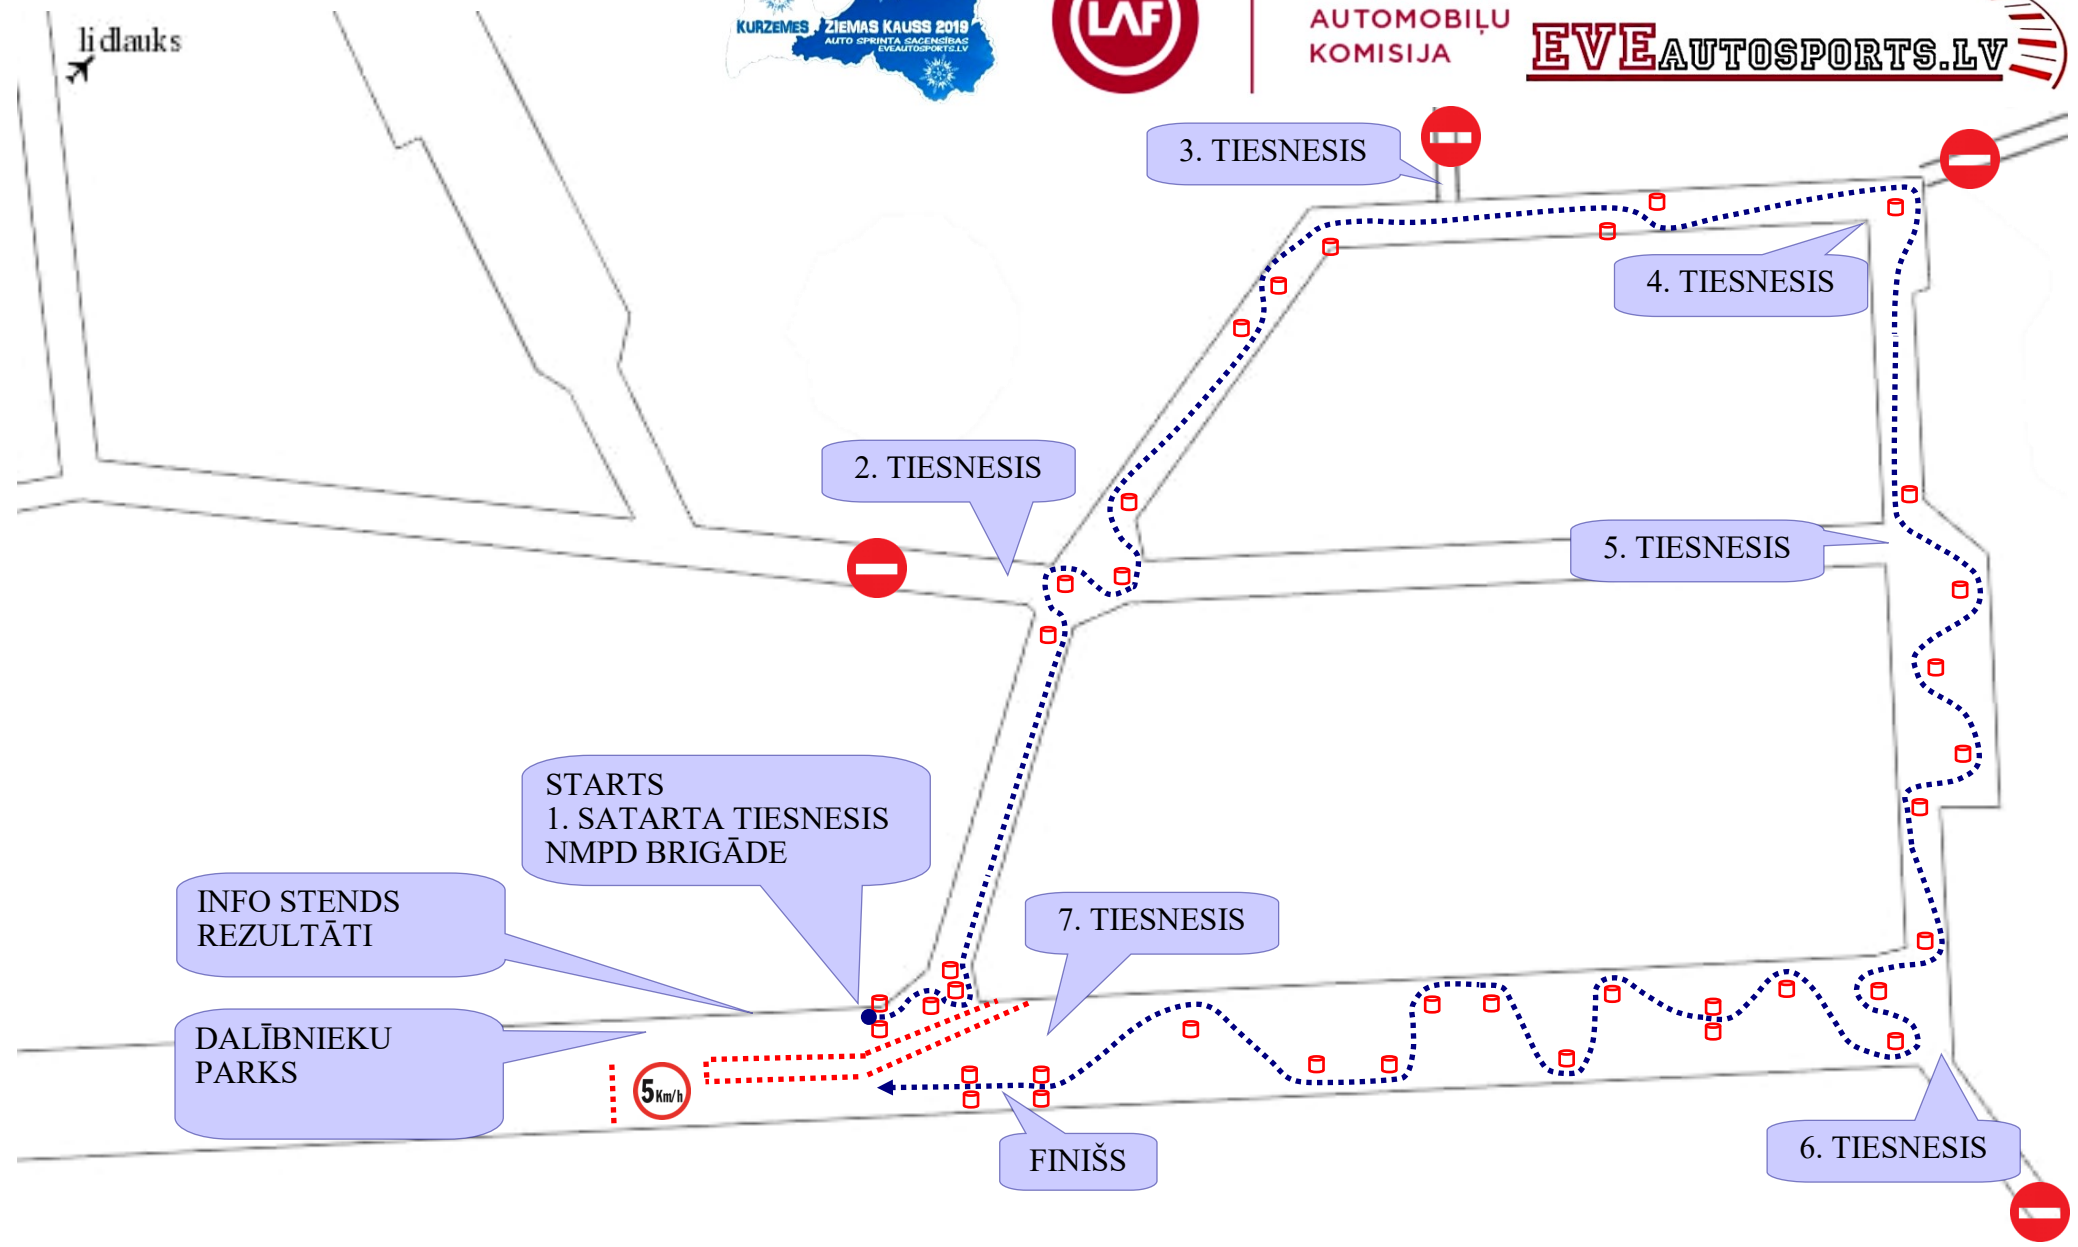 lidlauks
KURZEMES ZIEMAS KAUSS 2019
AUTO SPRINTA SACENSĪBAS
EVEAUTOSPORTS.LV
LAF
AUTOMOBIĻU
KOMISIJA
EVEAUTOSPORTS.LV
3. TIESNESIS
4. TIESNESIS
2. TIESNESIS
5. TIESNESIS
STARTS
1. SATARTA TIESNESIS
NMPD BRIGĀDE
INFO STENDS
REZULTĀTI
7. TIESNESIS
DALĪBNIEKU
PARKS
5Km/h
FINIŠS
6. TIESNESIS